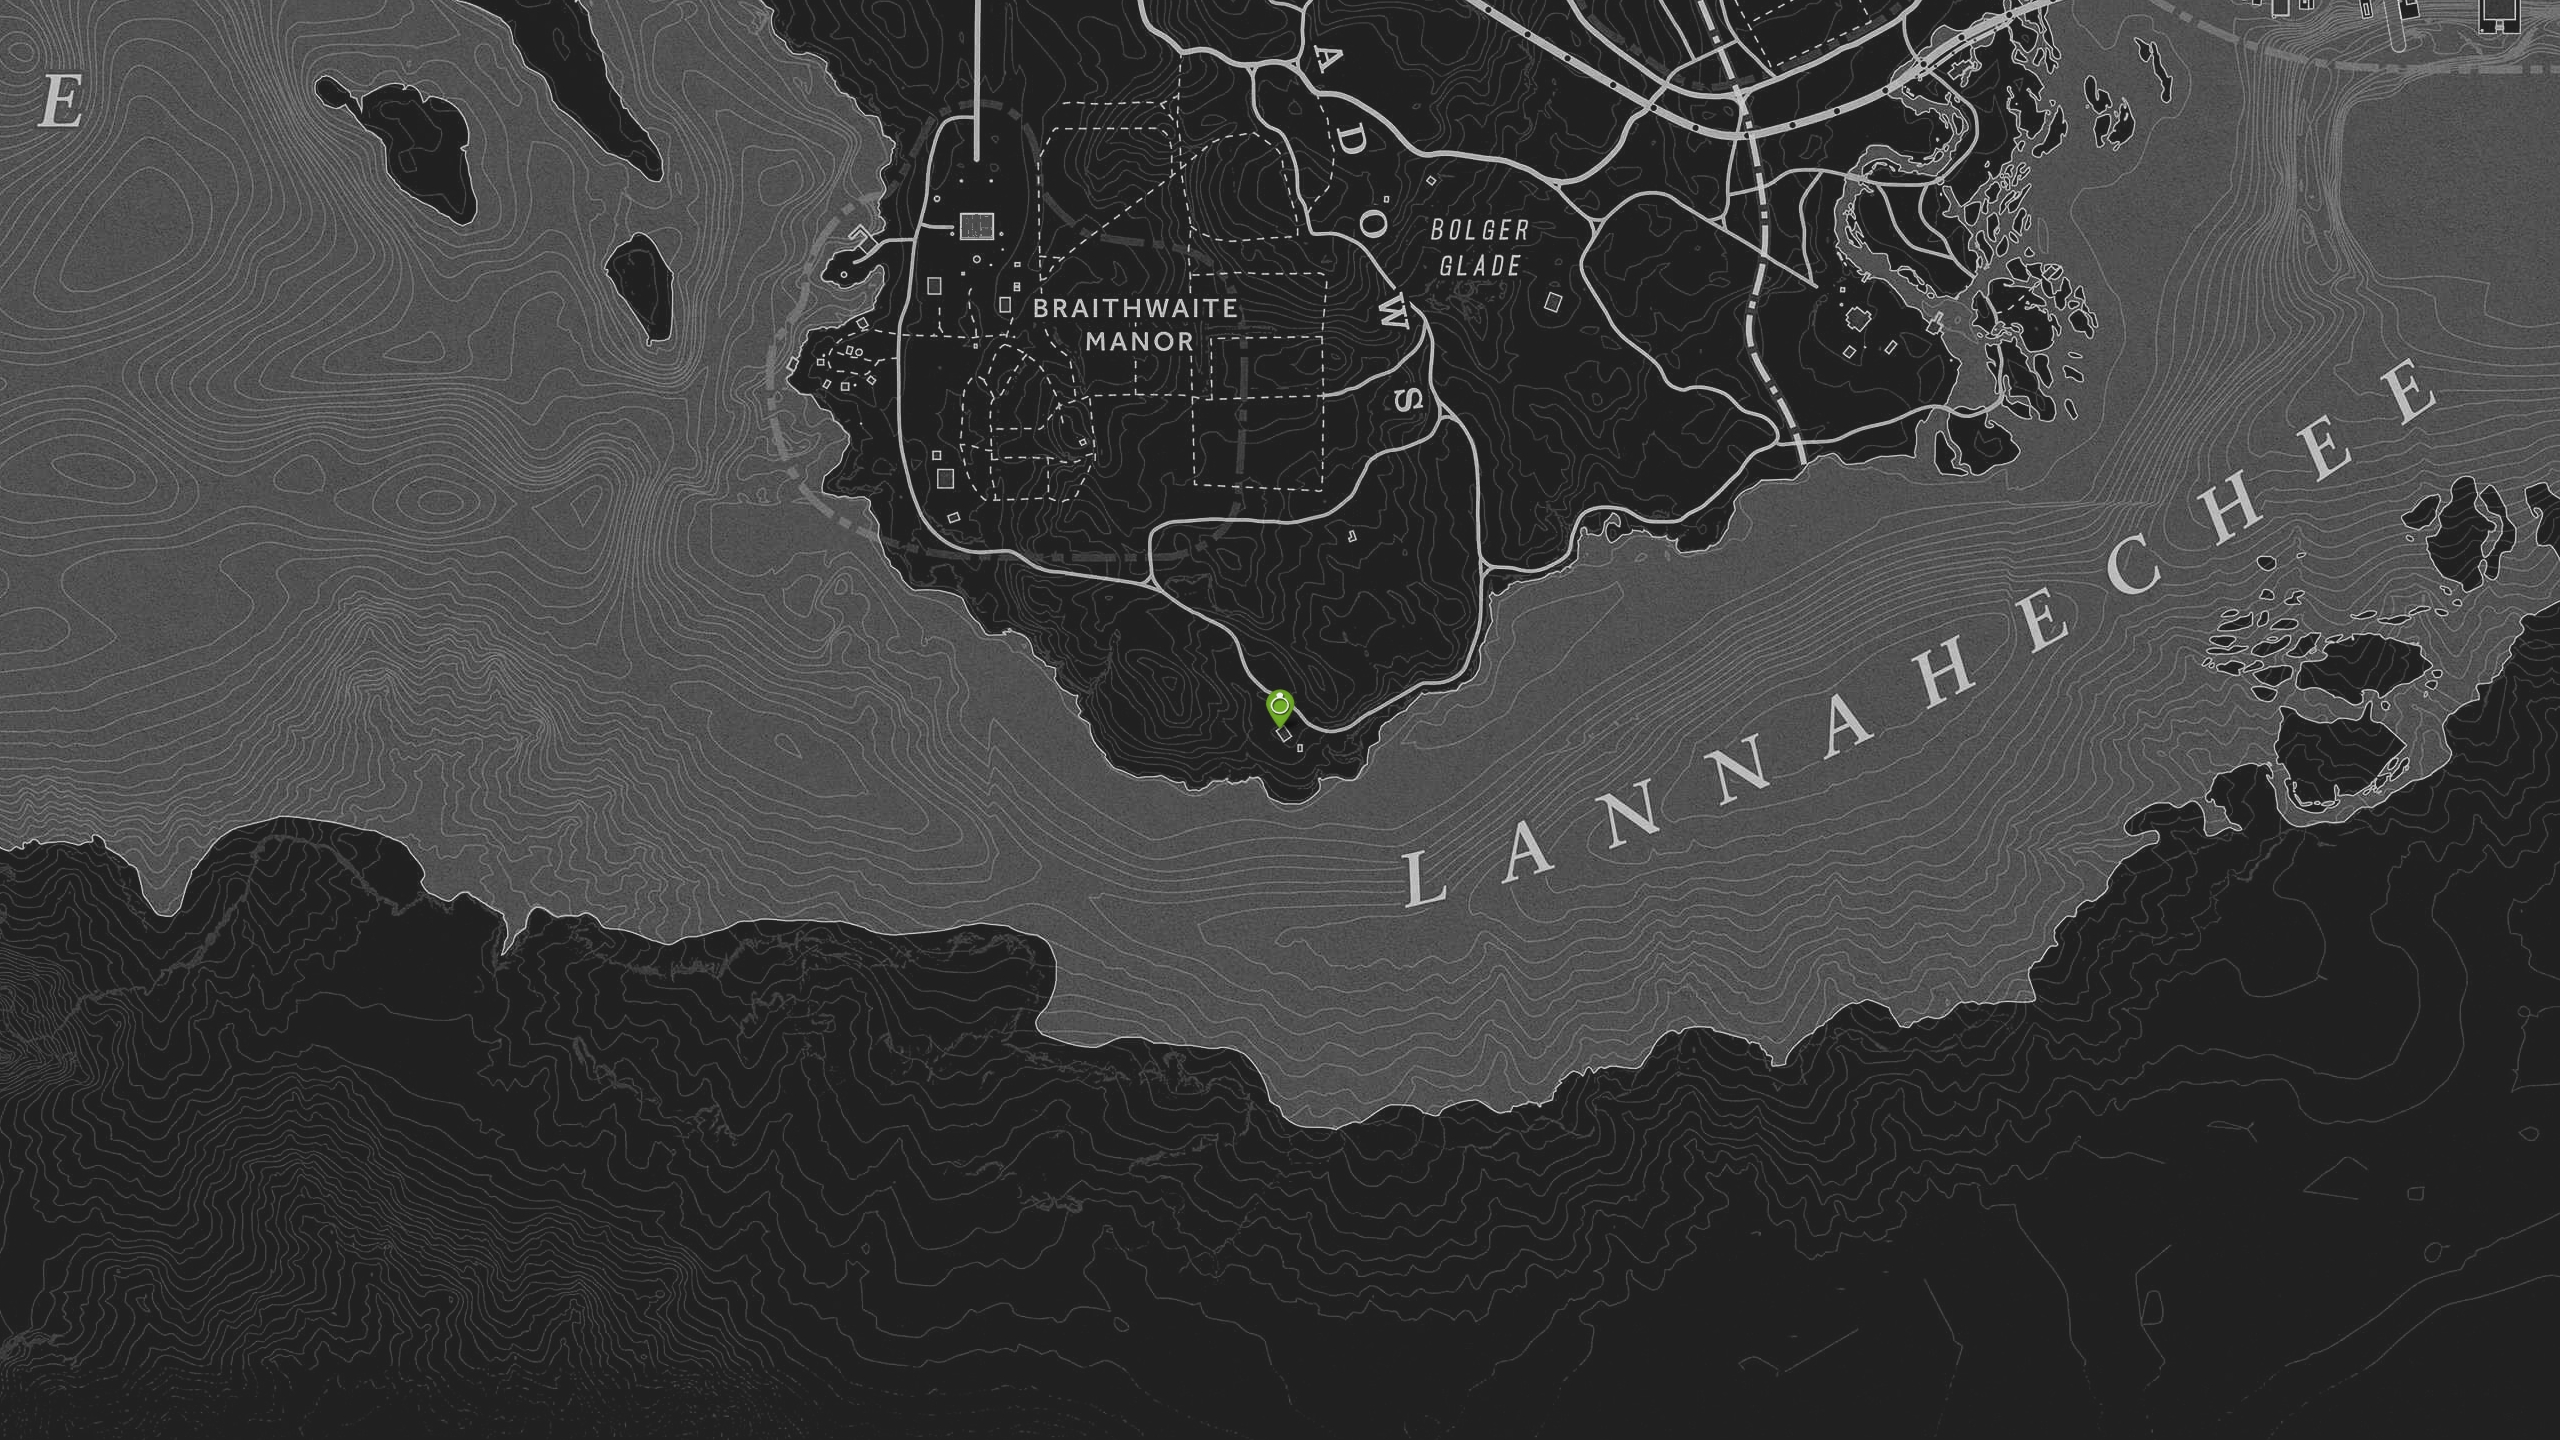 E
A D O W S
BOLGER
GLADE
BRAITHWAITE
MANOR
LANNAHECHEE